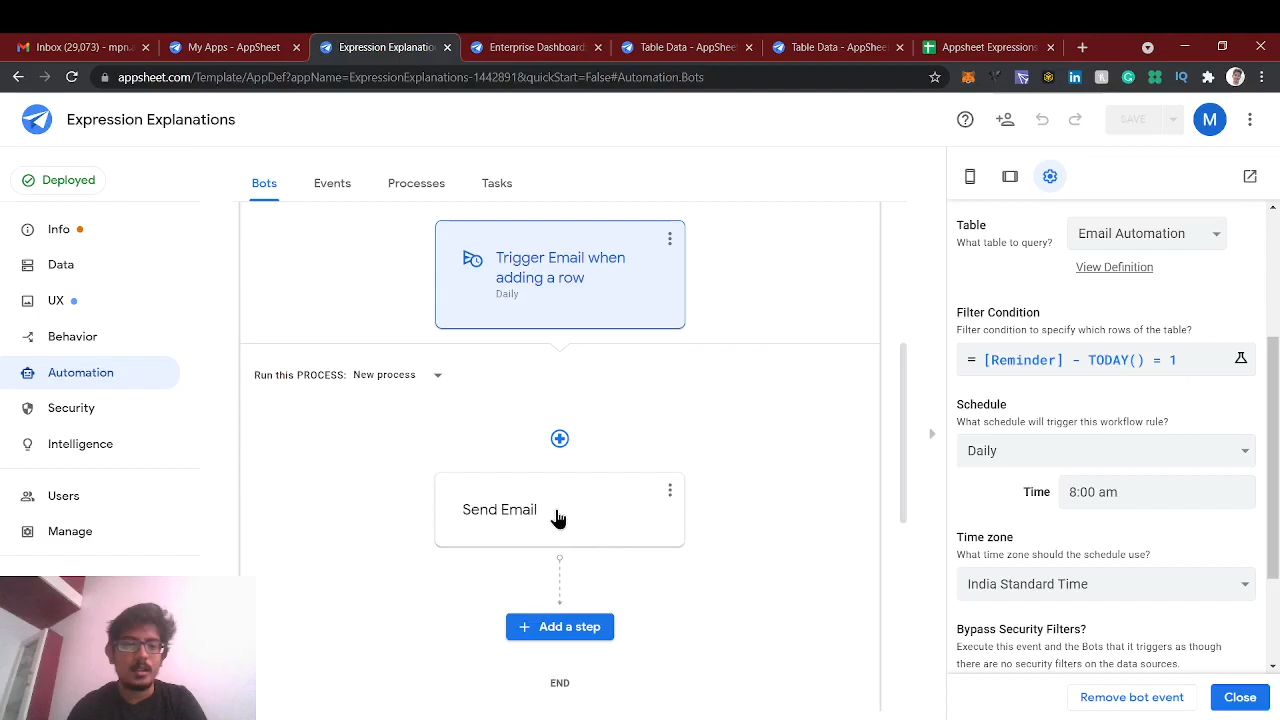 Inbox (29,073) - mpn.a
My Apps - AppSheet
Expression Explanatio
Enterprise Dashboard
Table Data - AppSheet
Table Data - AppShee
Appsheet Expressions
appsheet.com/Template/AppDef?appName=ExpressionExplanations-1442891&quickStart=False#Automation.Bots
Expression Explanations
SAVE
M
Deployed
Bots
Events
Processes
Tasks
Info
Data
UX
Behavior
Automation
Security
Intelligence
Users
Manage
Trigger Email when
adding a row
Daily
Run this PROCESS: New process
Send Email
+ Add a step
END
Table
What table to query?
Email Automation
View Definition
Filter Condition
Filter condition to specify which rows of the table?
= [Reminder] - TODAY() = 1
Schedule
What schedule will trigger this workflow rule?
Daily
Time
8:00 am
Time zone
What time zone should the schedule use?
India Standard Time
Bypass Security Filters?
Execute this event and the Bots that it triggers as though
there are no security filters on the data sources.
Remove bot event
Close